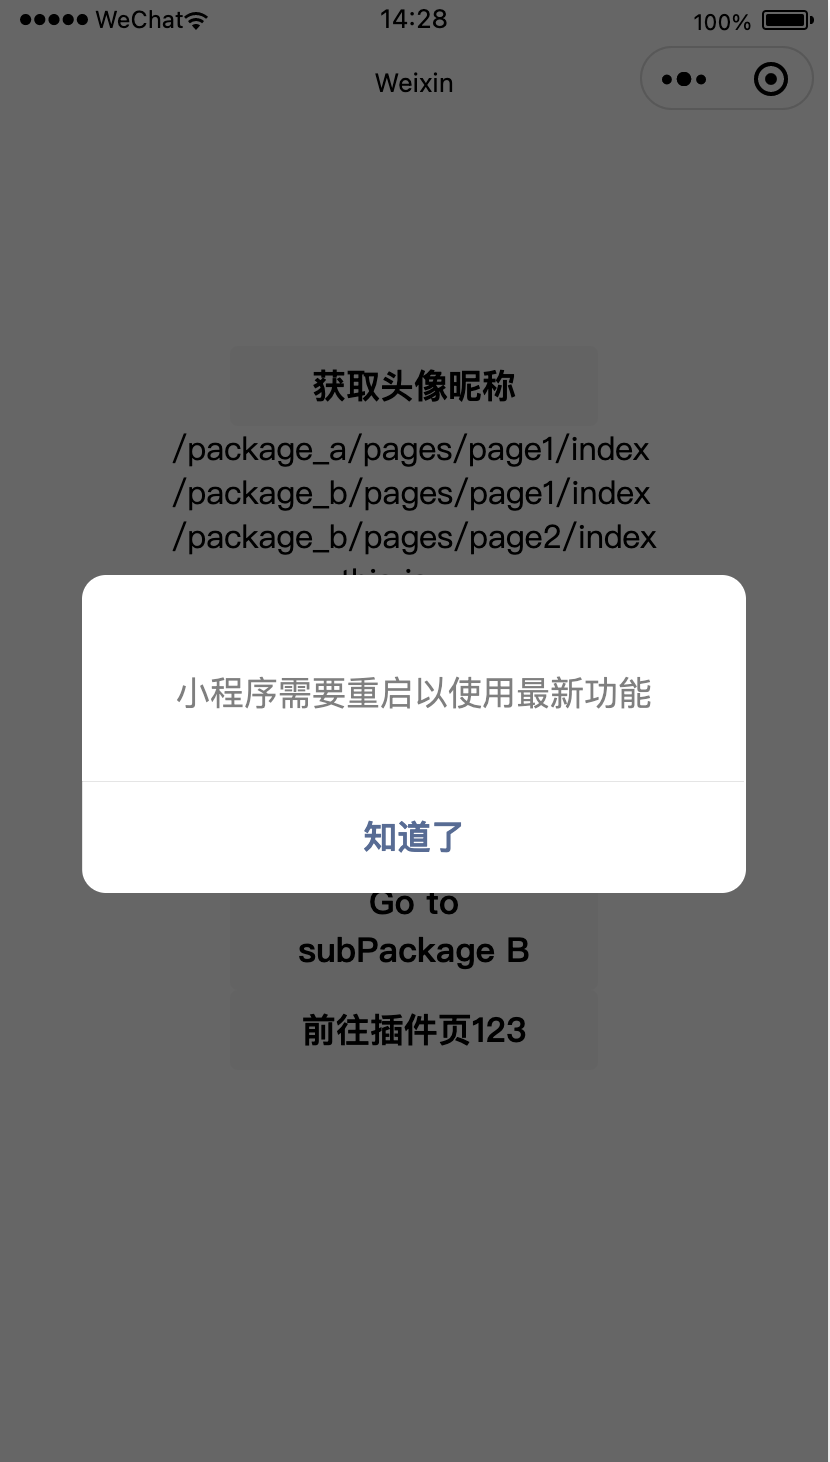 WeChat
14:28
100%
Weixin
获取头像昵称
/package_a/pages/page1/index
/package_b/pages/page1/index
/package_b/pages/page2/index
小程序需要重启以使用最新功能
知道了
Go to
subPackage B
前往插件页123